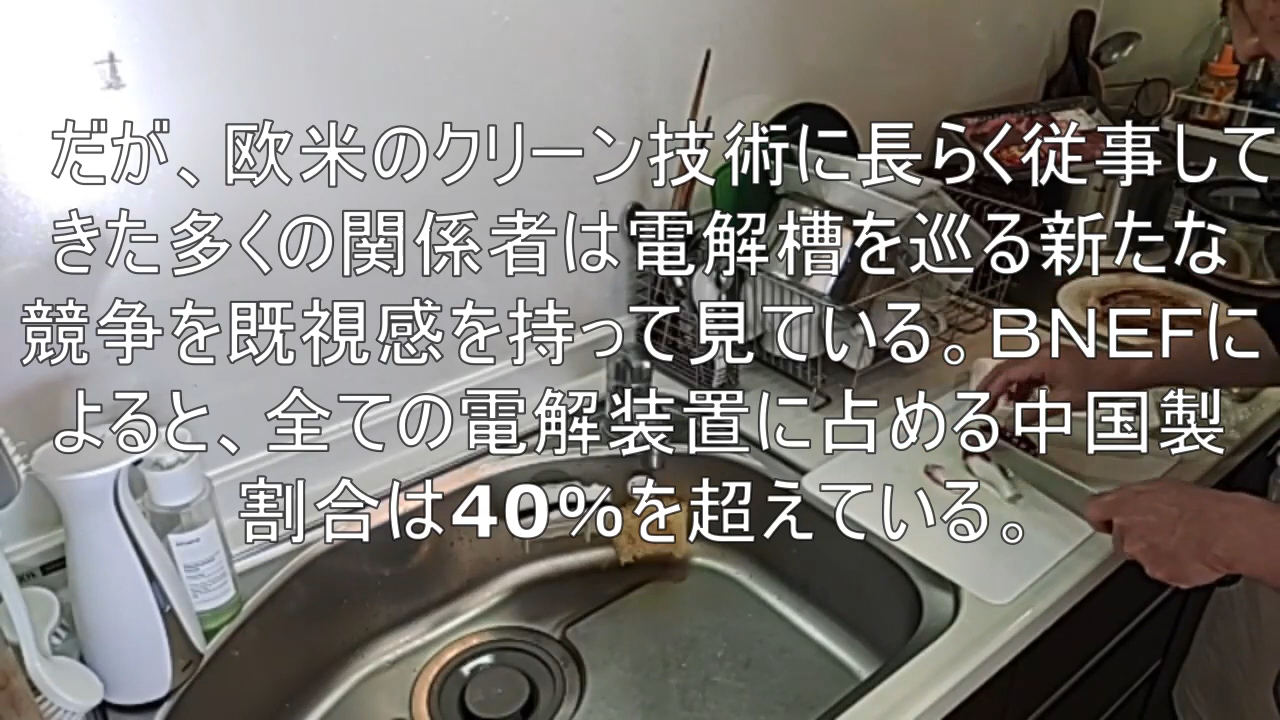 だが、欧米のクリーン技術に長らく従事して
きた多くの関係者は電解槽を巡る新たな
競争を既視感を持って見ている。BNEFに
よると、全ての電解装置に占める中国製
割合は40%を超えている。